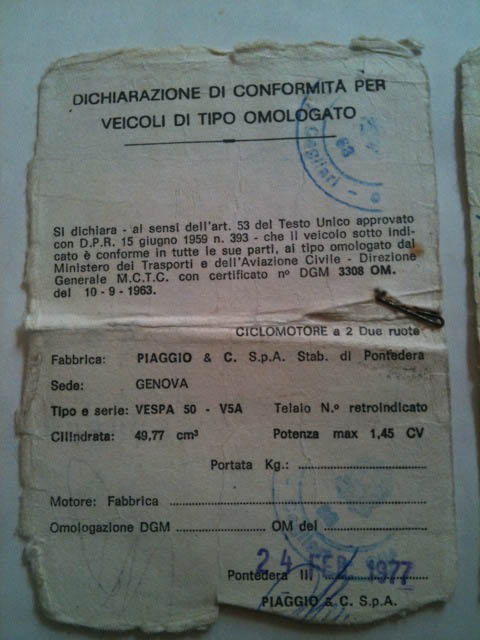 DICHIARAZIONE DI CONFORMITÀ PER
VEICOLI DI TIPO OMOLOGATO
Cagliari
63
Si dichiara - ai sensi dell'art. 53 del Testo Unico approvato
con D.P.R. 15 giugno 1959 n. 393 - che il veicolo sotto indi-
cato è conforme in tutte le sue parti, al tipo omologato dal
Ministero dei Trasporti e dell'Aviazione Civile - Direzione
Generale M.C.T.C. con certificato n° DGM 3308 OM.
del 10 - 9 - 1963.
CICLOMOTORE a 2 Due ruote
Fabbrica: PIAGGIO & C. S.p.A. Stab. di Pontedera
Sede: GENOVA
Tipo e serie: VESPA 50 - V5A Telaio N.° retroindicato
Cilindrata: 49,77 cm³ Potenza max 1,45 CV
Portata Kg.:
Motore: Fabbrica
Omologazione DGM OM del
24 FEB 1977
Pontedera lì
PIAGGIO & C. S.p.A.